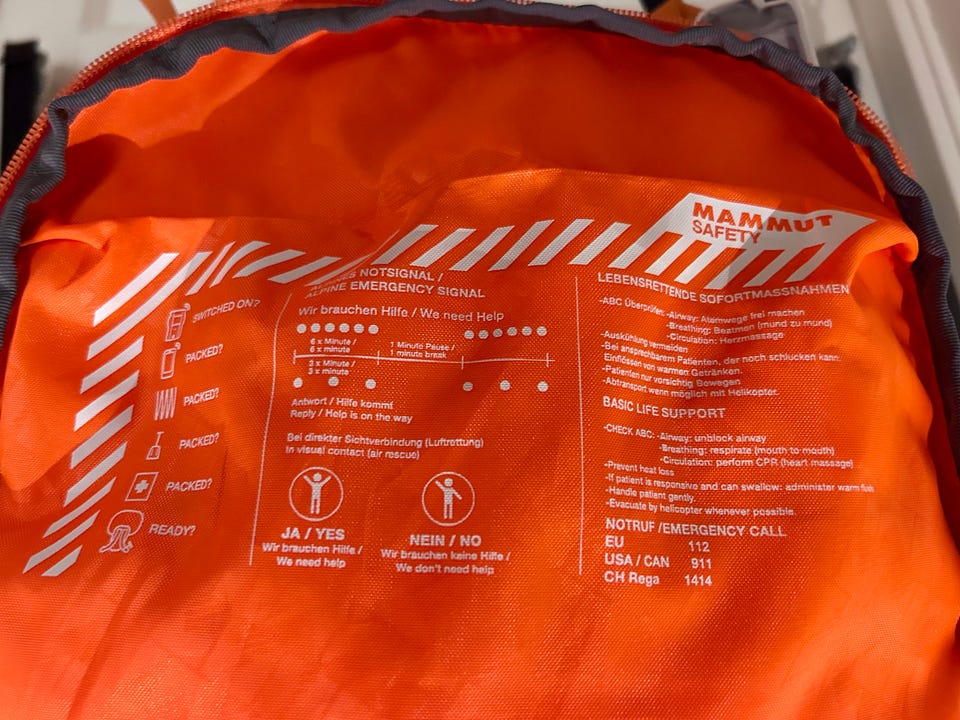 MAMMUT
SAFETY
SWITCHED ON?
PACKED?
PACKED?
PACKED?
PACKED?
READY?
NOTSIGNAL /
ALPINE EMERGENCY SIGNAL
Wir brauchen Hilfe / We need Help
6 x Minute /
6 x minute
1 Minute Pause /
1 minute break
3 x Minute /
3 x minute
Antwort / Hilfe kommt
Reply / Help is on the way
Bei direkter Sichtverbindung (Luftrettung)
In visual contact (air rescue)
JA / YES
Wir brauchen Hilfe /
We need help
NEIN / NO
Wir brauchen keine Hilfe /
We don't need help
LEBENSRETTENDE SOFORTMASSNAHMEN
-ABC Überprüfen: -Airway: Atemwege frei machen
-Breathing: Beatmen (mund zu mund)
-Circulation: Herzmassage
-Auskühlung vermeiden
-Bei ansprechbarem Patienten, der noch schlucken kann:
Einflössen von warmen Getränken.
-Patienten nur vorsichtig Bewegen
-Abtransport wenn möglich mit Helikopter.
BASIC LIFE SUPPORT
-CHECK ABC: -Airway: unblock airway
-Breathing: respirate (mouth to mouth)
-Circulation: perform CPR (heart massage)
-Prevent heat loss
-If patient is responsive and can swallow: administer warm
-Handle patient gently.
-Evacuate by helicopter whenever possible.
NOTRUF /EMERGENCY CALL
EU 112
USA / CAN 911
CH Rega 1414